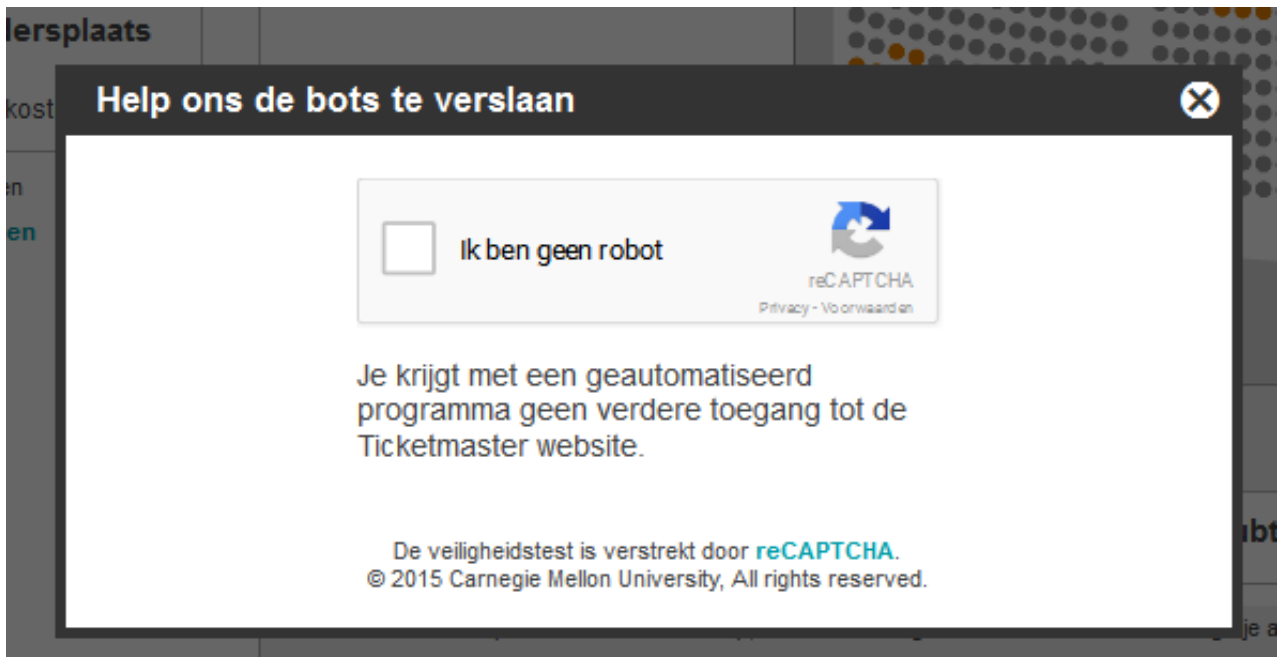 lersplaats
kost
Help ons de bots te verslaan
en
en
Ik ben geen robot
reCAPTCHA
Privacy - Voorwaarden
Je krijgt met een geautomatiseerd
programma geen verdere toegang tot de
Ticketmaster website.
De veiligheidstest is verstrekt door reCAPTCHA.
© 2015 Carnegie Mellon University, All rights reserved.
ubt
je a